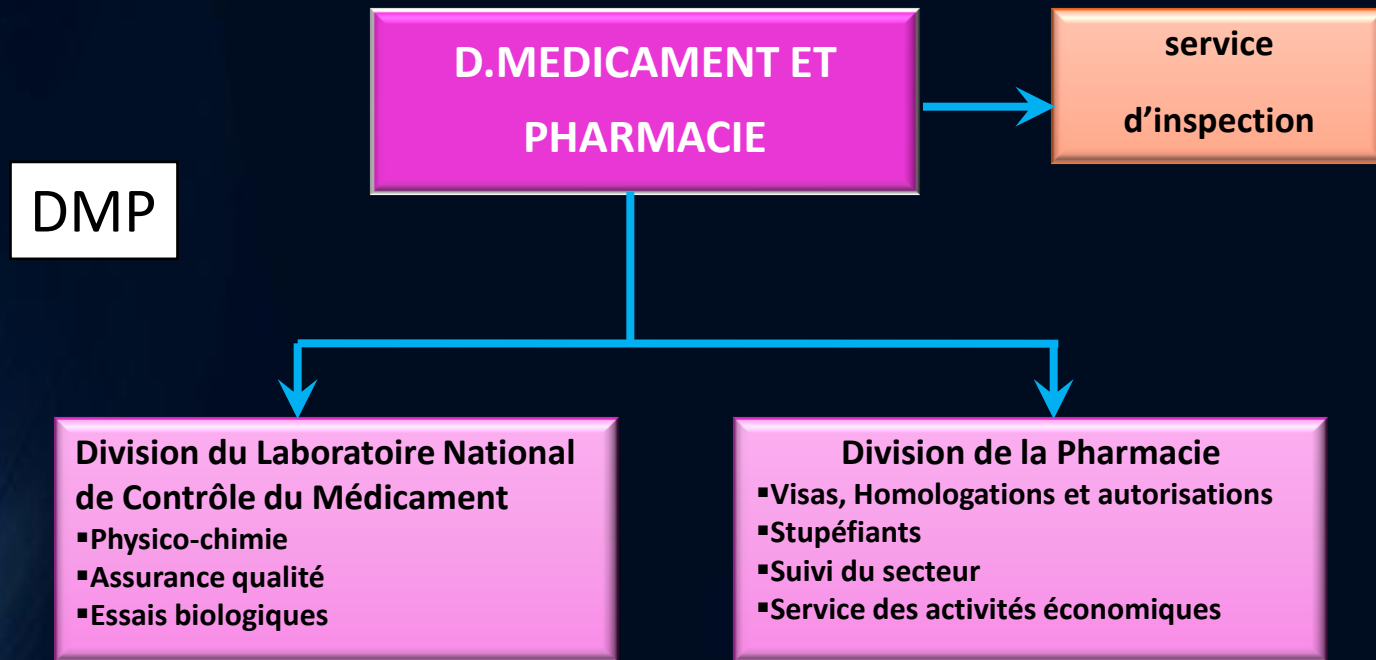 D.MEDICAMENT ET
PHARMACIE
service
d’inspection
DMP
Division du Laboratoire National
de Contrôle du Médicament
▪Physico-chimie
▪Assurance qualité
▪Essais biologiques
Division de la Pharmacie
▪Visas, Homologations et autorisations
▪Stupéfiants
▪Suivi du secteur
▪Service des activités économiques